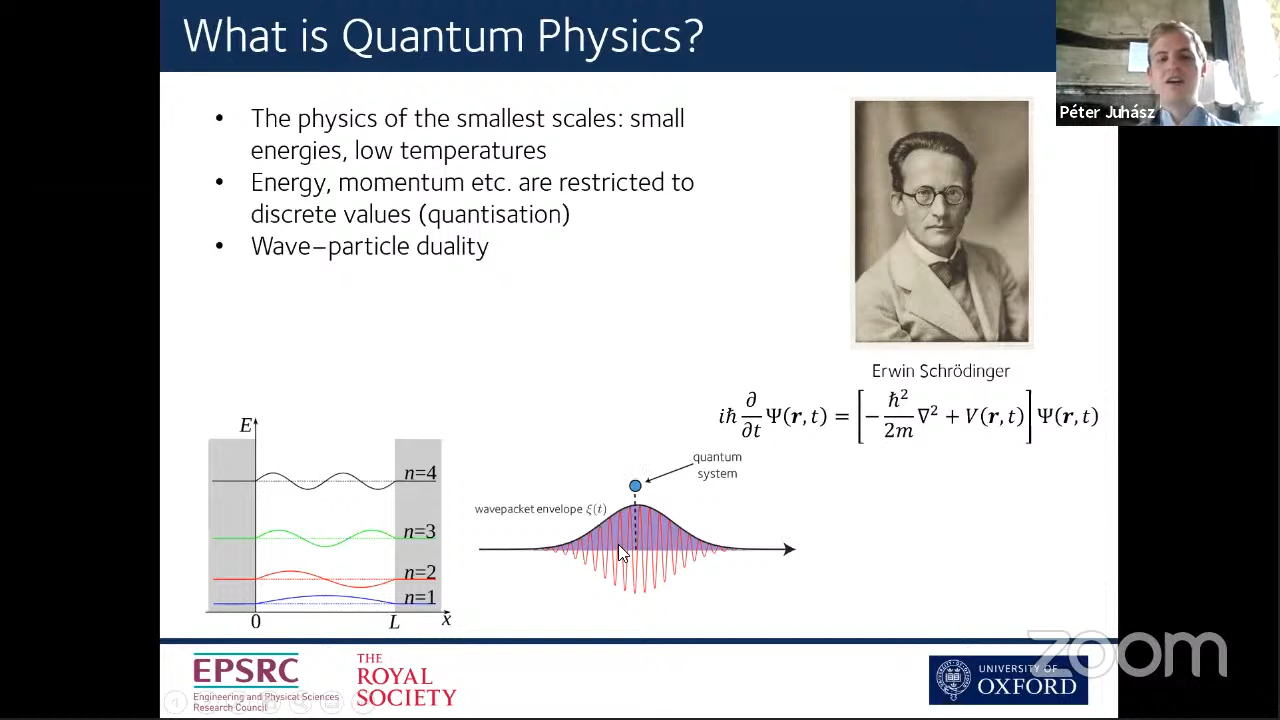 What is Quantum Physics?
Péter Juhász
• The physics of the smallest scales: small
energies, low temperatures
• Energy, momentum etc. are restricted to
discrete values (quantisation)
• Wave–particle duality
Erwin Schrödinger
iħ ∂/∂t Ψ(r, t) = [−ħ²/2m ∇² + V(r, t)] Ψ(r, t)
E
n=4
n=3
n=2
n=1
0
L
x
quantum
system
wavepacket envelope ξ(t)
EPSRC
Engineering and Physical Sciences
Research Council
THE
ROYAL
SOCIETY
UNIVERSITY OF
OXFORD
zoom